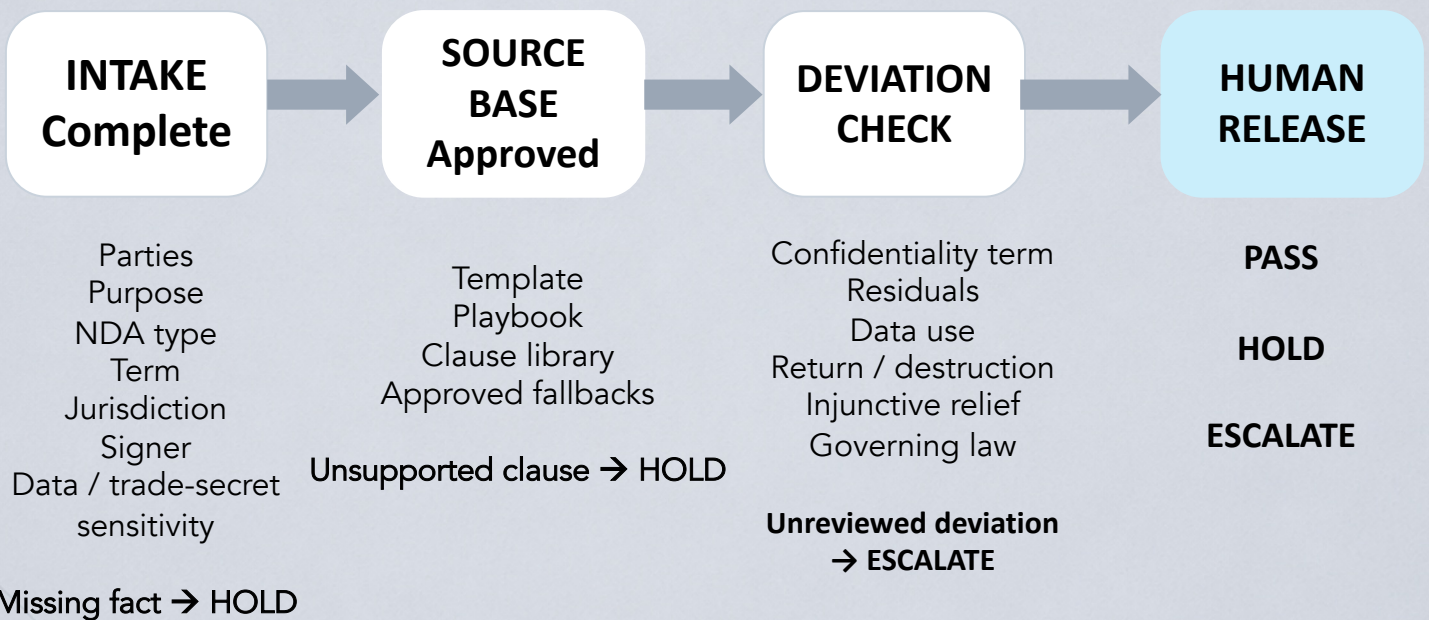 INTAKE
Complete
SOURCE
BASE
Approved
DEVIATION
CHECK
HUMAN
RELEASE
Parties
Purpose
NDA type
Term
Jurisdiction
Signer
Data / trade-secret
sensitivity
Missing fact → HOLD
Template
Playbook
Clause library
Approved fallbacks
Unsupported clause → HOLD
Confidentiality term
Residuals
Data use
Return / destruction
Injunctive relief
Governing law
Unreviewed deviation
→ ESCALATE
PASS
HOLD
ESCALATE